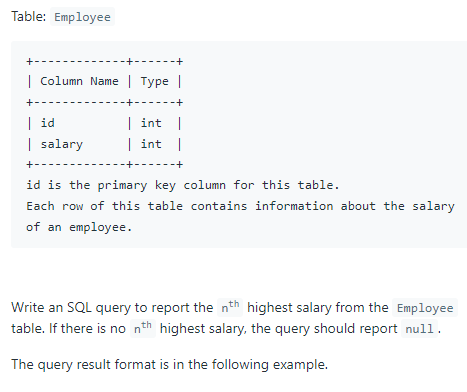 Table: Employee
+-------------+------+
| Column Name | Type |
+-------------+------+
| id          | int  |
| salary      | int  |
+-------------+------+
id is the primary key column for this table.
Each row of this table contains information about the salary
of an employee.
Write an SQL query to report the nth highest salary from the Employee
table. If there is no nth highest salary, the query should report null.
The query result format is in the following example.